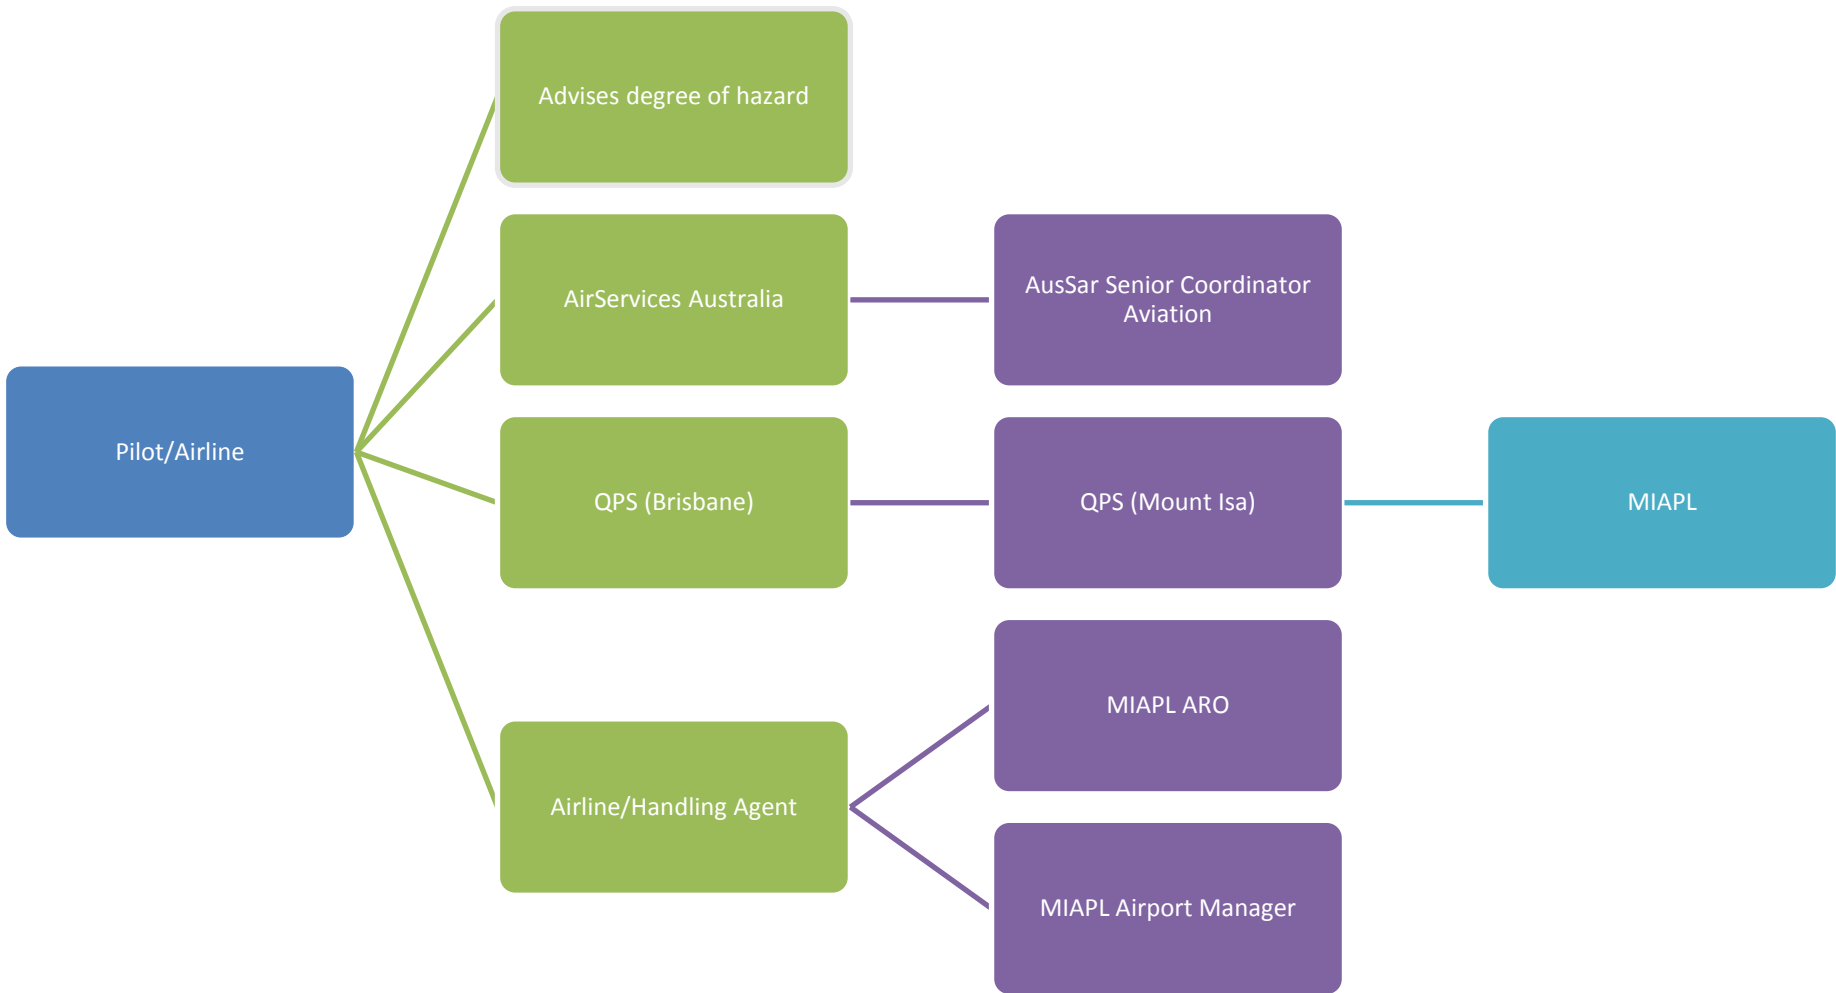 Advises degree of hazard
AirServices Australia
AusSar Senior Coordinator
Aviation
Pilot/Airline
QPS (Brisbane)
QPS (Mount Isa)
MIAPL
MIAPL ARO
Airline/Handling Agent
MIAPL Airport Manager